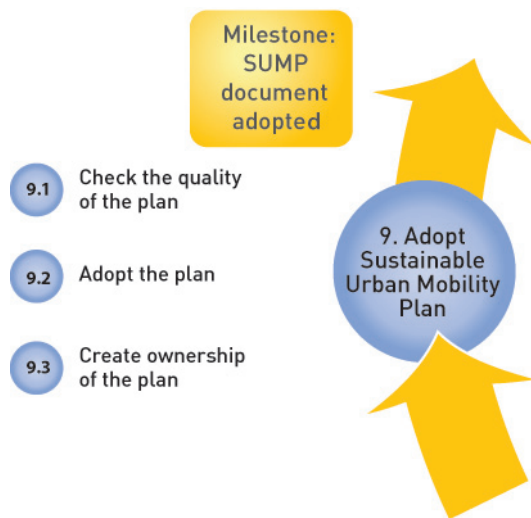 Milestone:
SUMP
document
adopted
9.1 Check the quality
of the plan
9.2 Adopt the plan
9.3 Create ownership
of the plan
9. Adopt
Sustainable
Urban Mobility
Plan